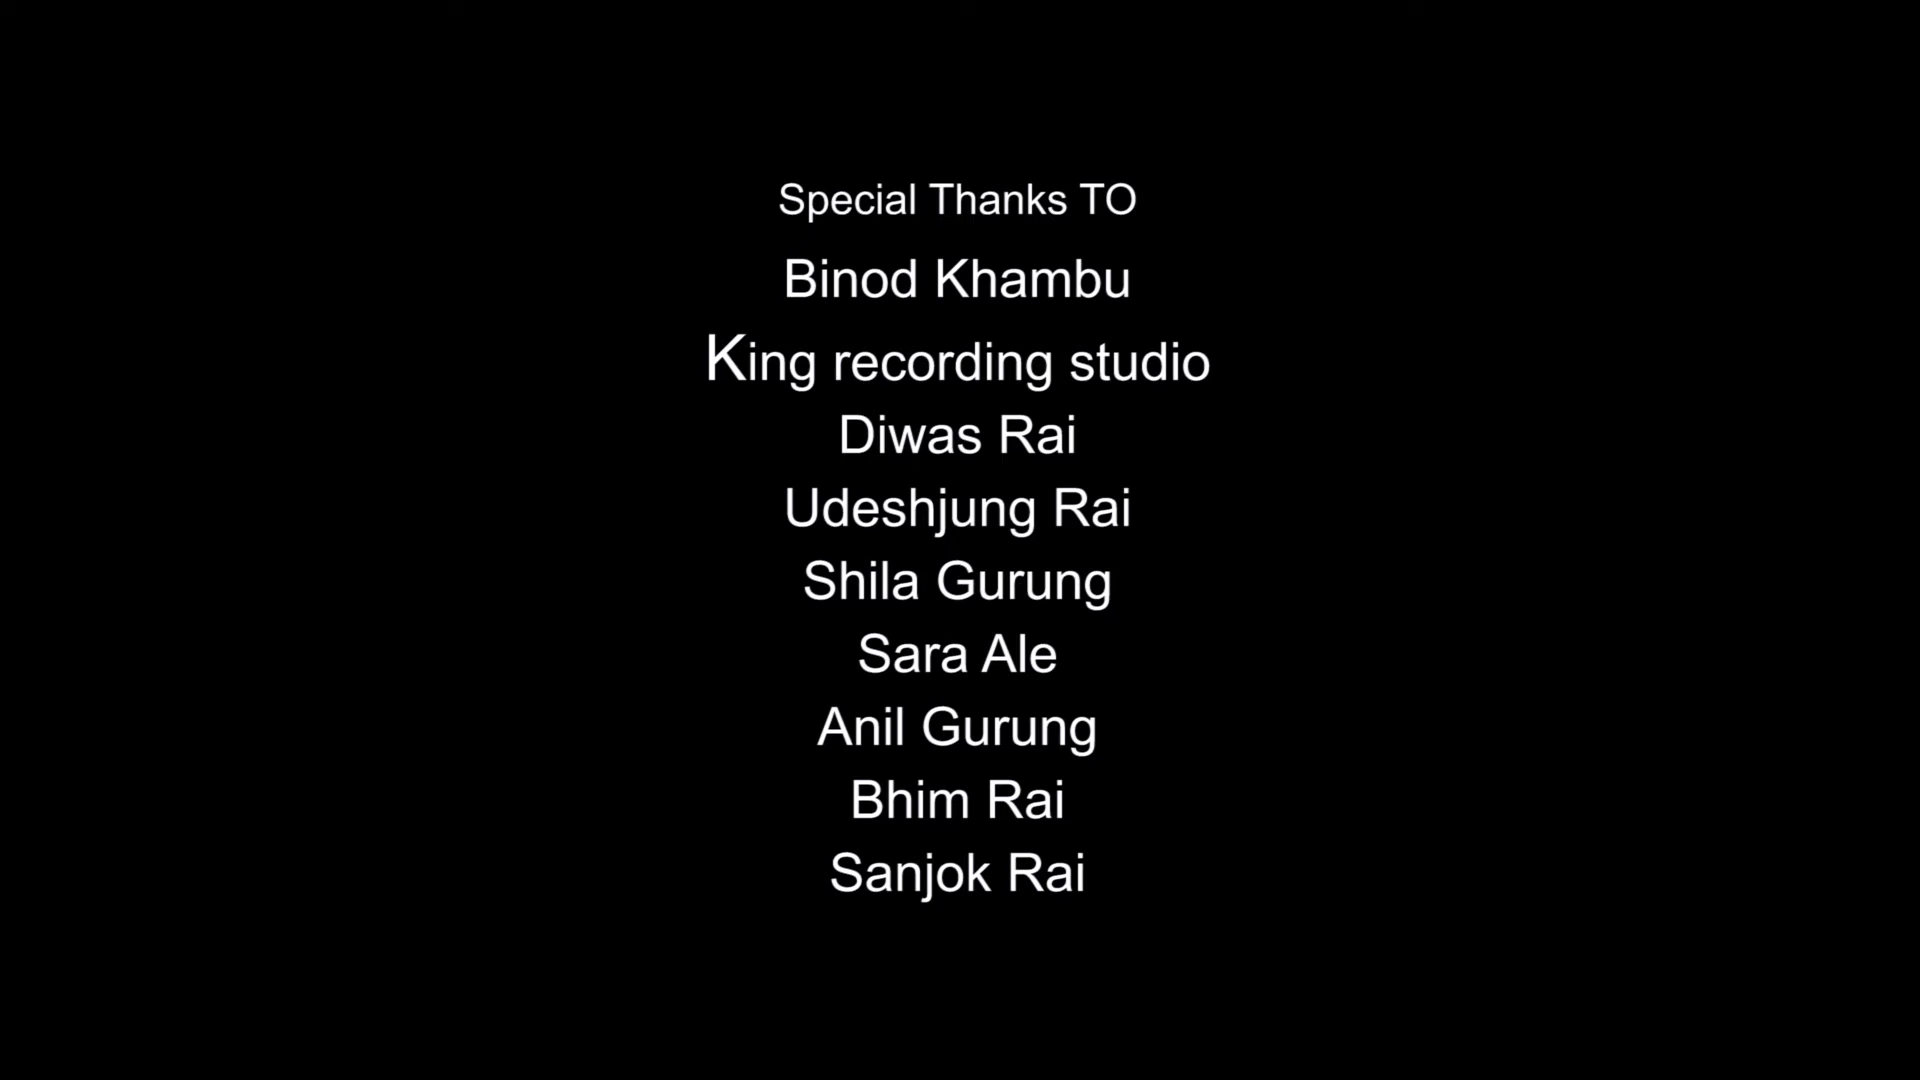 Special Thanks TO
Binod Khambu
King recording studio
Diwas Rai
Udeshjung Rai
Shila Gurung
Sara Ale
Anil Gurung
Bhim Rai
Sanjok Rai